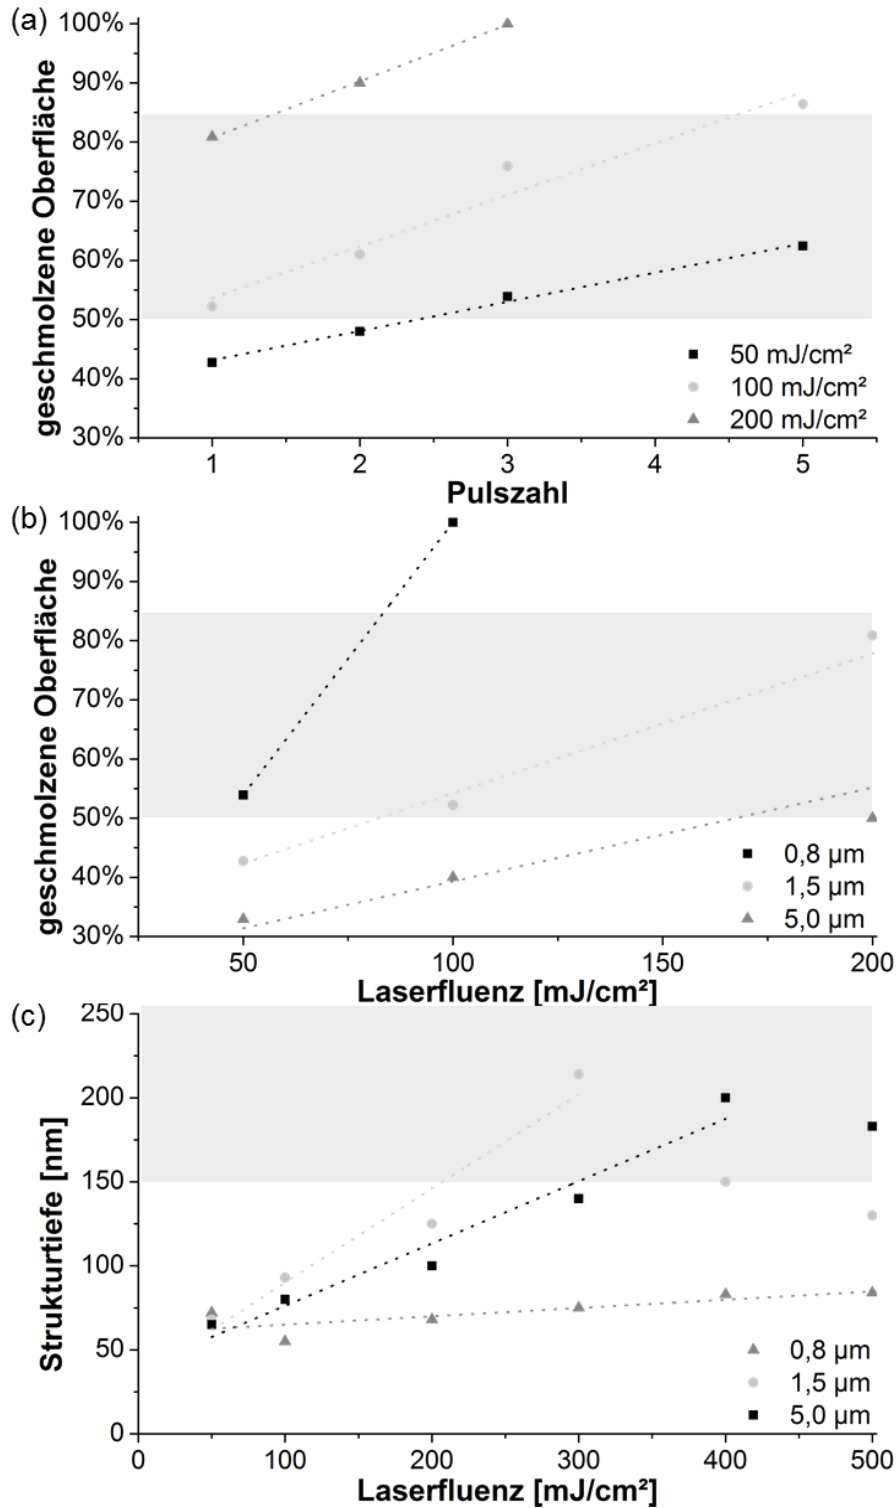 (a)
geschmolzene Oberfläche
100%
90%
80%
70%
60%
50%
40%
30%
50 mJ/cm²
100 mJ/cm²
200 mJ/cm²
1 2 3 4 5
Pulszahl
(b)
geschmolzene Oberfläche
100%
90%
80%
70%
60%
50%
40%
30%
0,8 µm
1,5 µm
5,0 µm
50 100 150 200
Laserfluenz [mJ/cm²]
(c)
Strukturtiefe [nm]
250
200
150
100
50
0
0,8 µm
1,5 µm
5,0 µm
0 100 200 300 400 500
Laserfluenz [mJ/cm²]